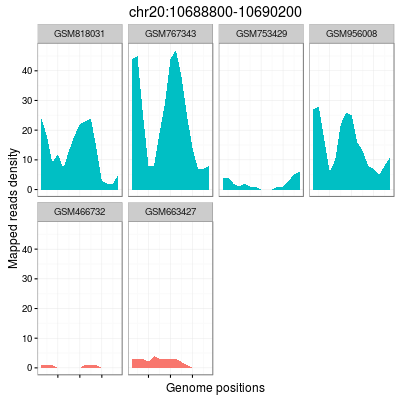 chr20:10688800-10690200
GSM818031 GSM767343 GSM753429 GSM956008
40
30
20
10
0
GSM466732 GSM663427
40
30
20
10
0
Mapped reads density
Genome positions